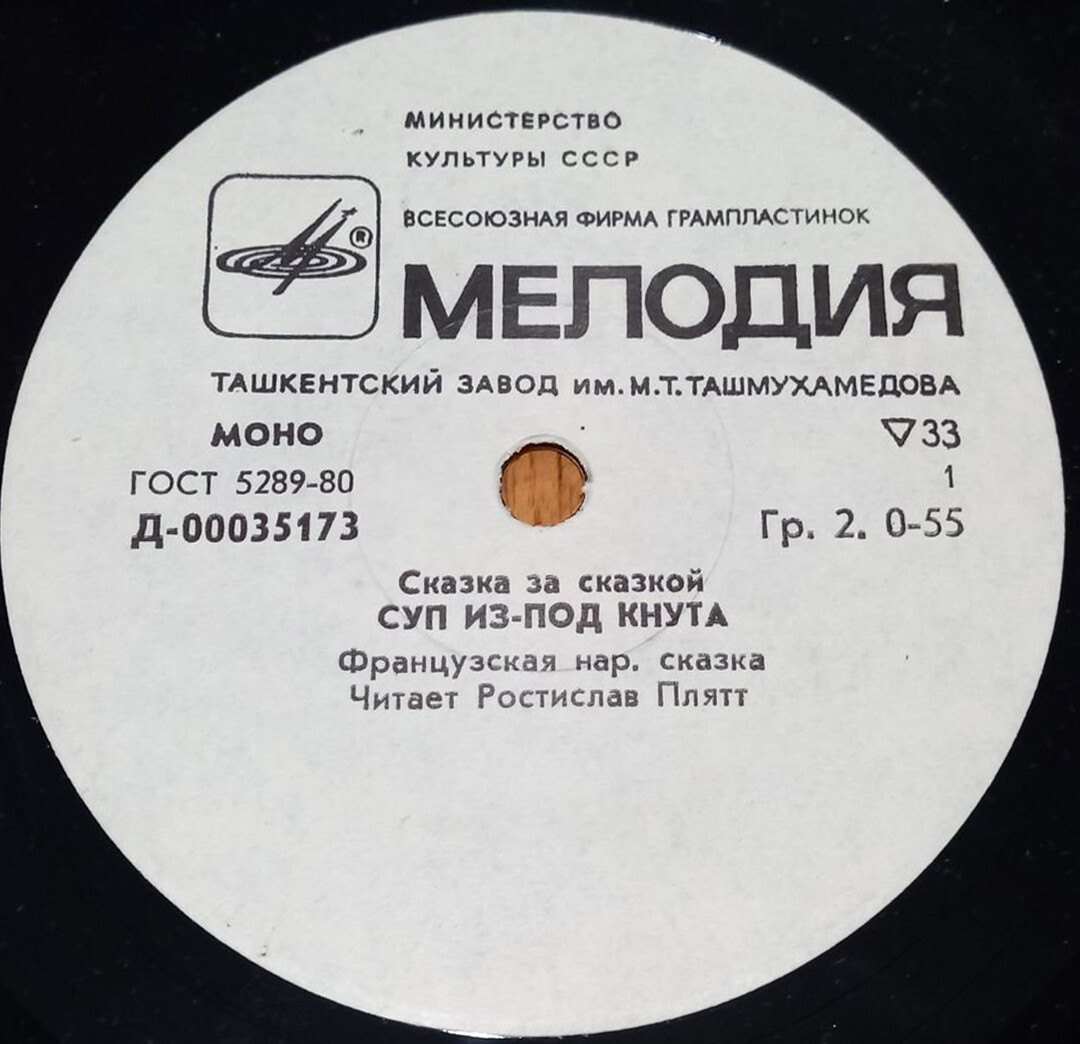 МИНИСТЕРСТВО
КУЛЬТУРЫ СССР
ВСЕСОЮЗНАЯ ФИРМА ГРАМПЛАСТИНОК
®
МЕЛОДИЯ
ТАШКЕНТСКИЙ ЗАВОД им. М.Т. ТАШМУХАМЕДОВА
МОНО
▽33
ГОСТ 5289-80
1
Д-00035173
Гр. 2. 0-55
Сказка за сказкой
СУП ИЗ-ПОД КНУТА
Французская нар. сказка
Читает Ростислав Плятт